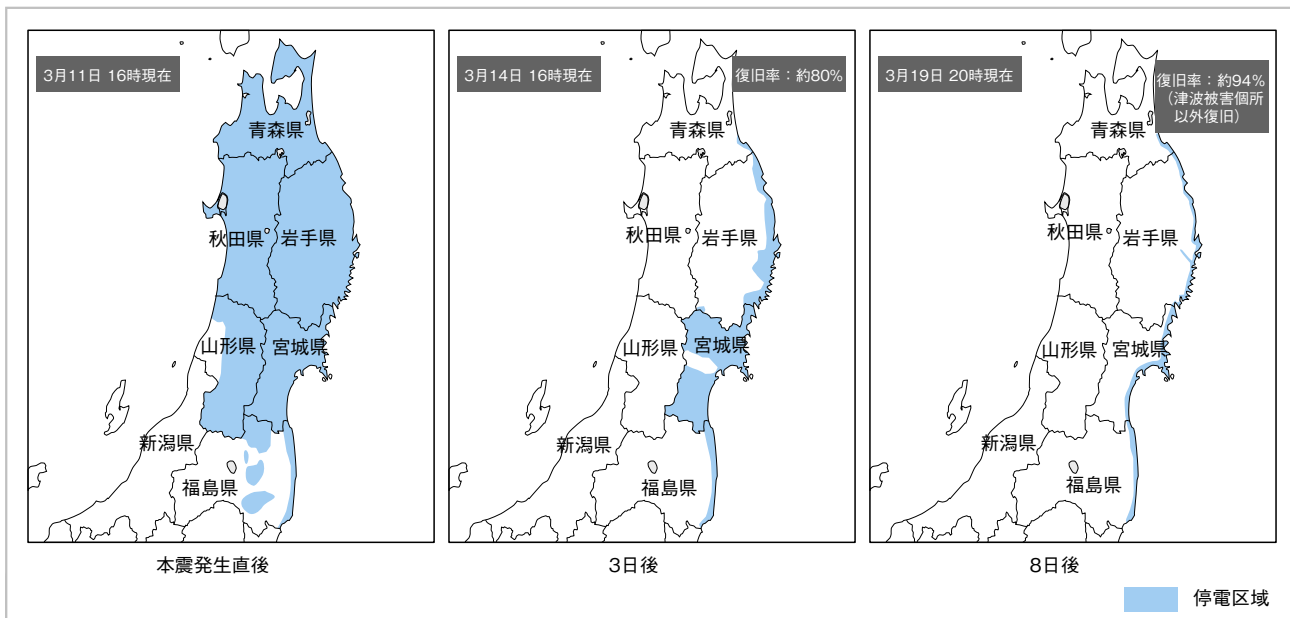 3月11日 16時現在
青森県
秋田県
岩手県
山形県
宮城県
新潟県
福島県
本震発生直後
3月14日 16時現在
復旧率：約80%
青森県
秋田県
岩手県
山形県
宮城県
新潟県
福島県
3日後
3月19日 20時現在
復旧率：約94%
（津波被害個所
以外復旧）
青森県
秋田県
岩手県
山形県
宮城県
新潟県
福島県
8日後
停電区域